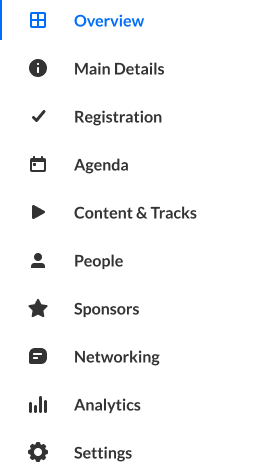 Overview
Main Details
Registration
Agenda
Content & Tracks
People
Sponsors
Networking
Analytics
Settings